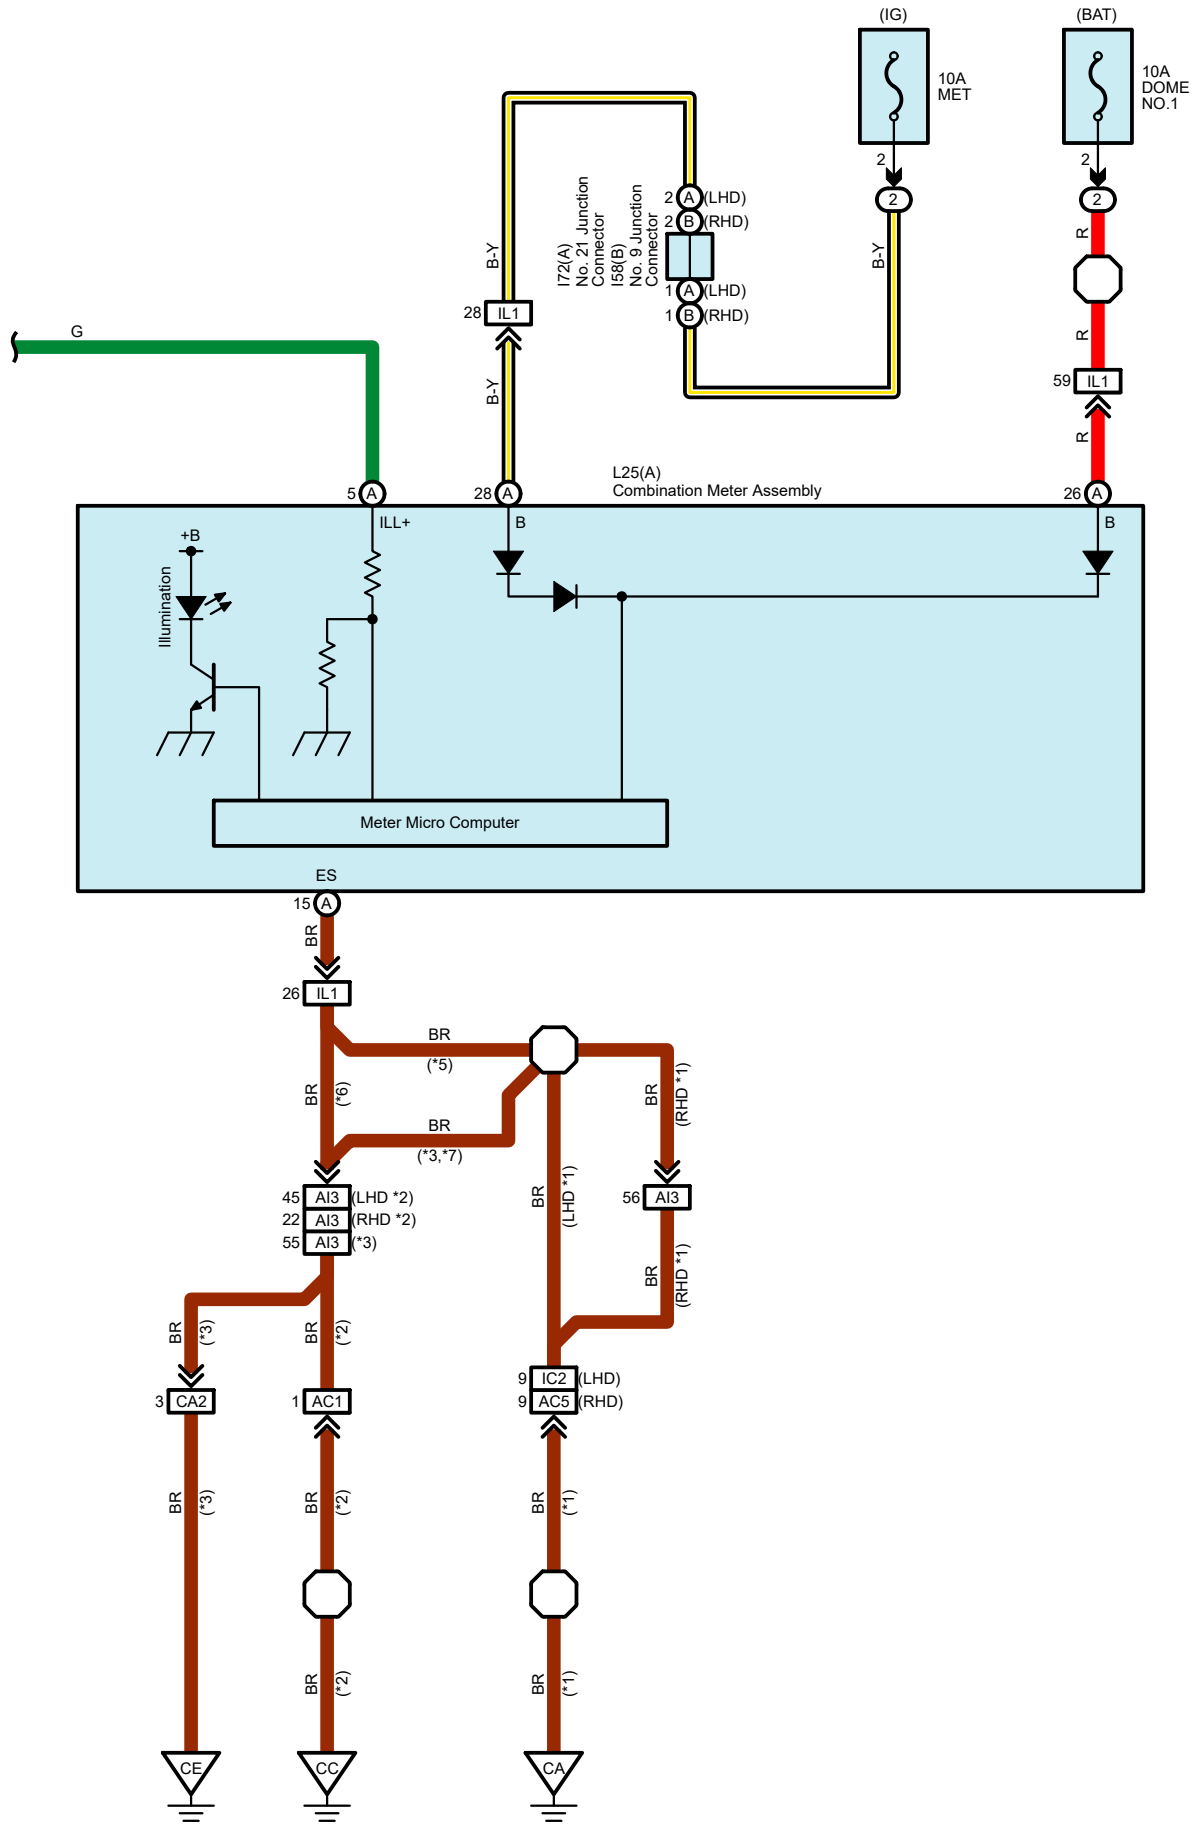 (IG)
(BAT)
10A
MET
10A
DOME
NO.1
2
2
2
2
I72(A)
No. 21 Junction
Connector
I58(B)
No. 9 Junction
Connector
2 A (LHD)
2 B (RHD)
1 A (LHD)
1 B (RHD)
B-Y
B-Y
R
28 IL1
G
R
59 IL1
B-Y
R
L25(A)
Combination Meter Assembly
5 A
28 A
26 A
ILL+
B
B
+B
Illumination
Meter Micro Computer
ES
15 A
BR
26 IL1
BR
(*5)
BR
(*6)
BR
(RHD *1)
BR
(*3,*7)
45 AI3 (LHD *2)
22 AI3 (RHD *2)
55 AI3 (*3)
BR
(LHD *1)
56 AI3
BR
(RHD *1)
BR
(*3)
BR
(*2)
9 IC2 (LHD)
9 AC5 (RHD)
3 CA2
1 AC1
BR
(*3)
BR
(*2)
BR
(*1)
BR
(*2)
BR
(*1)
CE
CC
CA